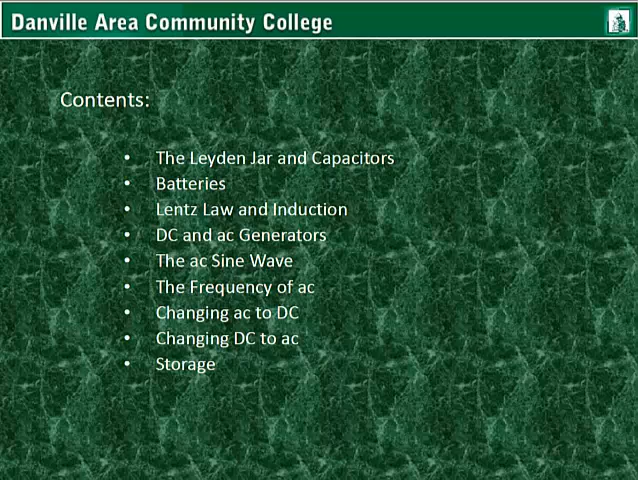 Danville Area Community College
Contents:
• The Leyden Jar and Capacitors
• Batteries
• Lentz Law and Induction
• DC and ac Generators
• The ac Sine Wave
• The Frequency of ac
• Changing ac to DC
• Changing DC to ac
• Storage